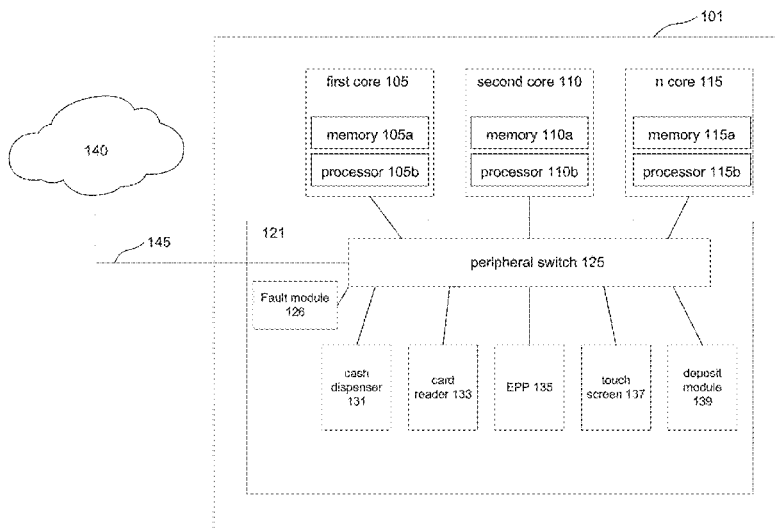 101
first core 105
second core 110
n core 115
memory 105a
memory 110a
memory 115a
140
processor 105b
processor 110b
processor 115b
121
145
peripheral switch 125
Fault module
126
cash
dispenser
131
card
reader 133
EPP 135
touch
screen 137
deposit
module
139